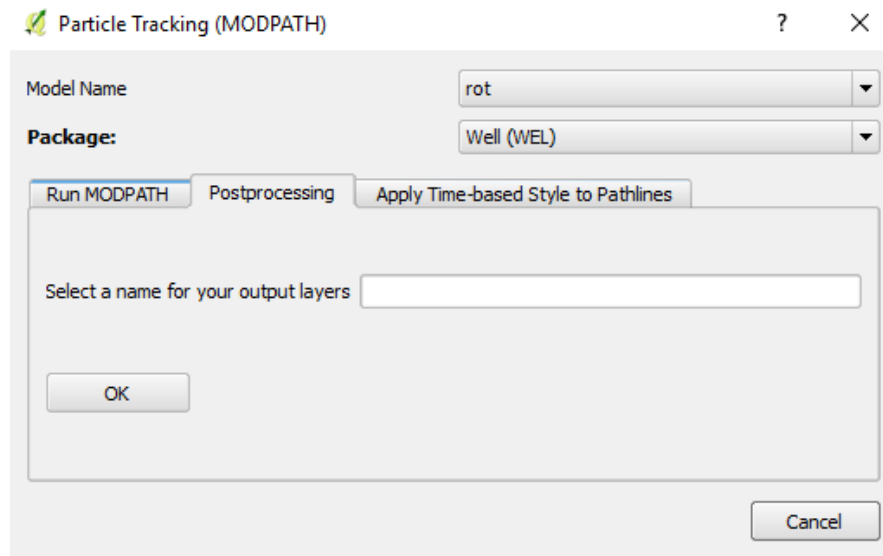 Particle Tracking (MODPATH) ?
Model Name rot
Package: Well (WEL)
Run MODPATH Postprocessing Apply Time-based Style to Pathlines
Select a name for your output layers
OK
Cancel